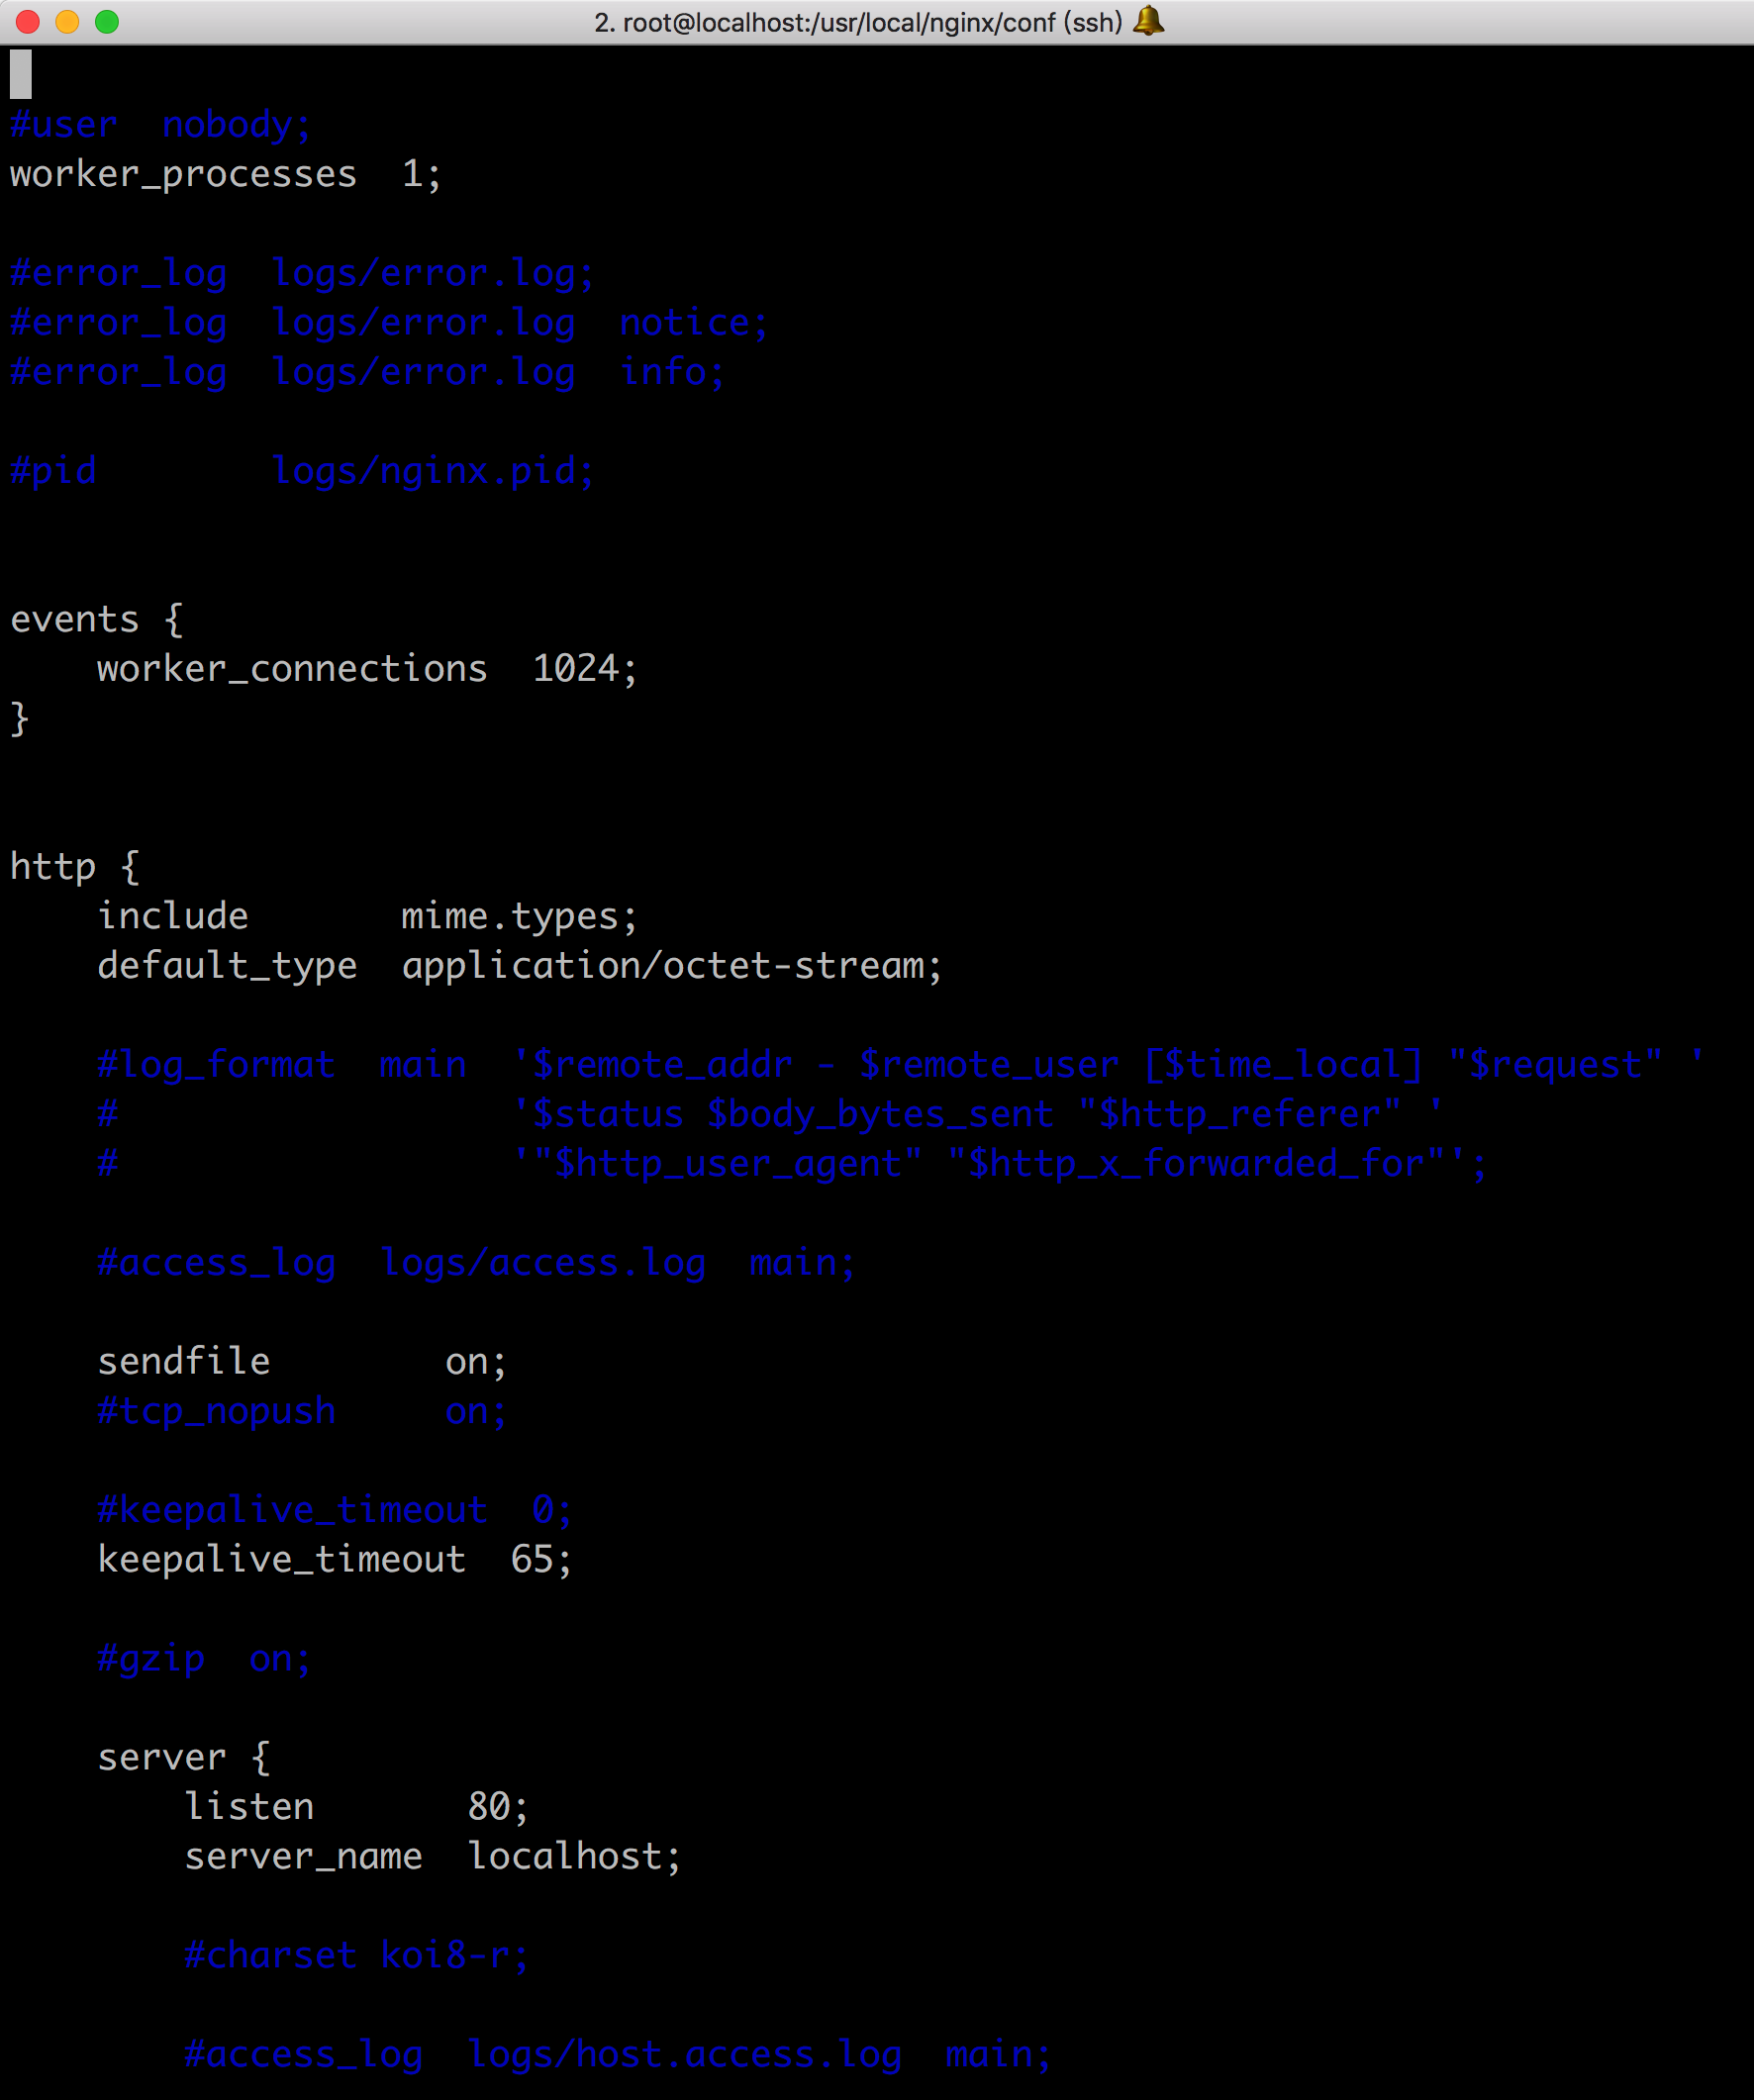 2. root@localhost:/usr/local/nginx/conf (ssh)
#user  nobody;
worker_processes  1;
#error_log  logs/error.log;
#error_log  logs/error.log  notice;
#error_log  logs/error.log  info;
#pid        logs/nginx.pid;
events {
    worker_connections  1024;
}
http {
    include       mime.types;
    default_type  application/octet-stream;
    #log_format  main  '$remote_addr - $remote_user [$time_local] "$request" '
    #                  '$status $body_bytes_sent "$http_referer" '
    #                  '"$http_user_agent" "$http_x_forwarded_for"';
    #access_log  logs/access.log  main;
    sendfile        on;
    #tcp_nopush     on;
    #keepalive_timeout  0;
    keepalive_timeout  65;
    #gzip  on;
    server {
        listen       80;
        server_name  localhost;
        #charset koi8-r;
        #access_log  logs/host.access.log  main;